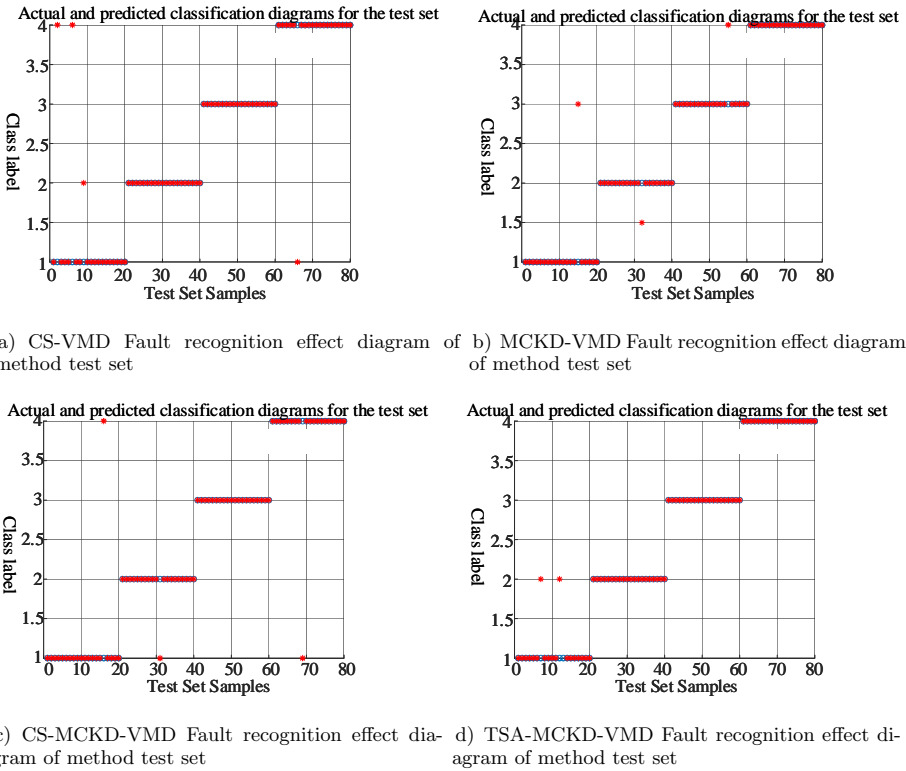 Actual and predicted classification diagrams for the test set
4
3.5
3
2.5
2
1.5
1
Class label
0 10 20 30 40 50 60 70 80
Test Set Samples
a) CS-VMD Fault recognition effect diagram of
method test set
Actual and predicted classification diagrams for the test set
4
3.5
3
2.5
2
1.5
1
Class label
0 10 20 30 40 50 60 70 80
Test Set Samples
b) MCKD-VMD Fault recognition effect diagram
of method test set
Actual and predicted classification diagrams for the test set
4
3.5
3
2.5
2
1.5
1
Class label
0 10 20 30 40 50 60 70 80
Test Set Samples
c) CS-MCKD-VMD Fault recognition effect dia-
gram of method test set
Actual and predicted classification diagrams for the test set
4
3.5
3
2.5
2
1.5
1
Class label
0 10 20 30 40 50 60 70 80
Test Set Samples
d) TSA-MCKD-VMD Fault recognition effect di-
agram of method test set